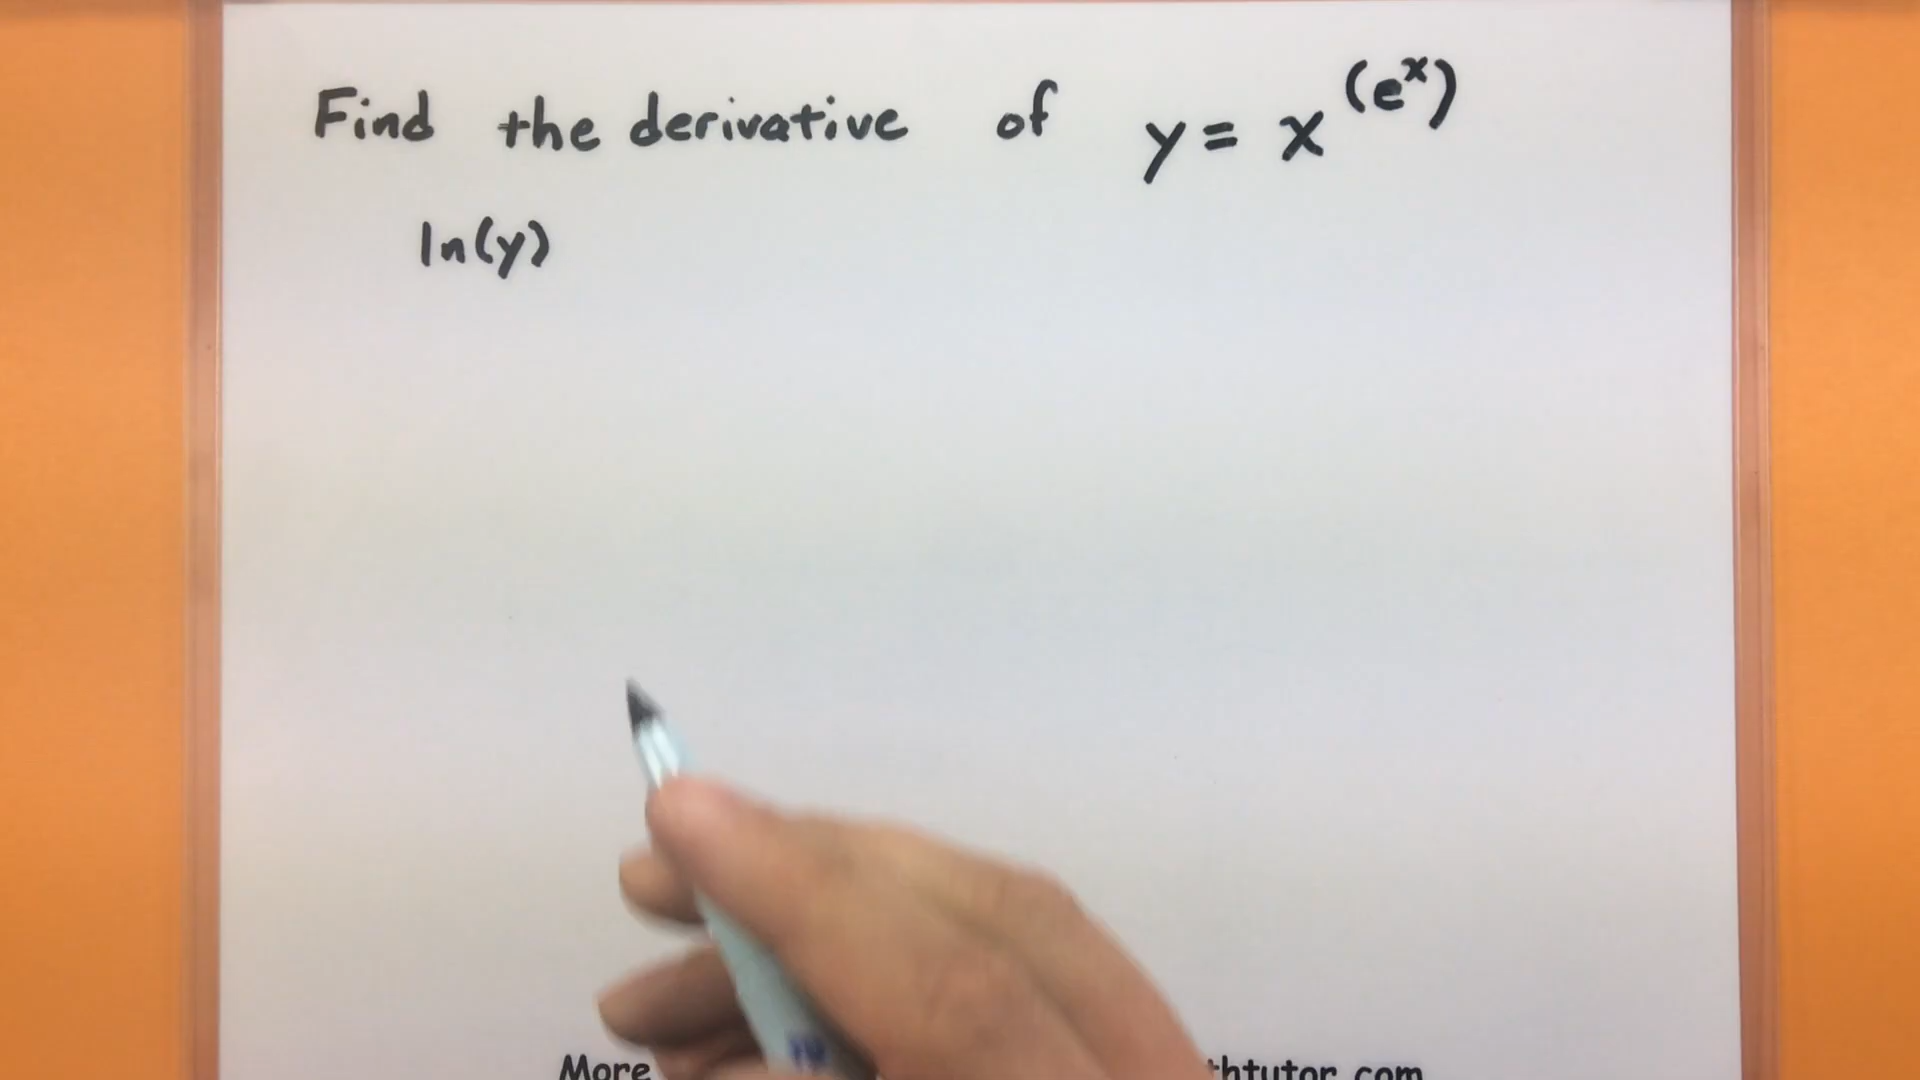 Find the derivative of y = x^(e^x)
ln(y)
More thtutor.com